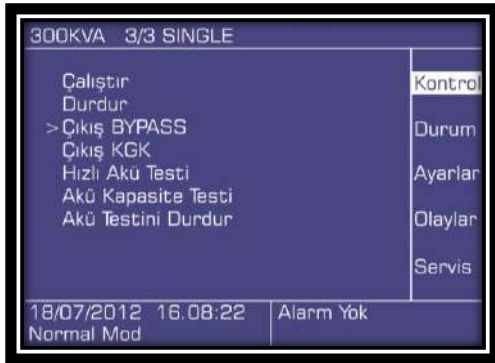 300KVA 3/3 SINGLE
Çalıştır
Durdur
>Çıkış BYPASS
Çıkış KGK
Hızlı Akü Testi
Akü Kapasite Testi
Akü Testini Durdur
Kontrol
Durum
Ayarlar
Olaylar
Servis
18/07/2012 16.08:22
Normal Mod
Alarm Yok